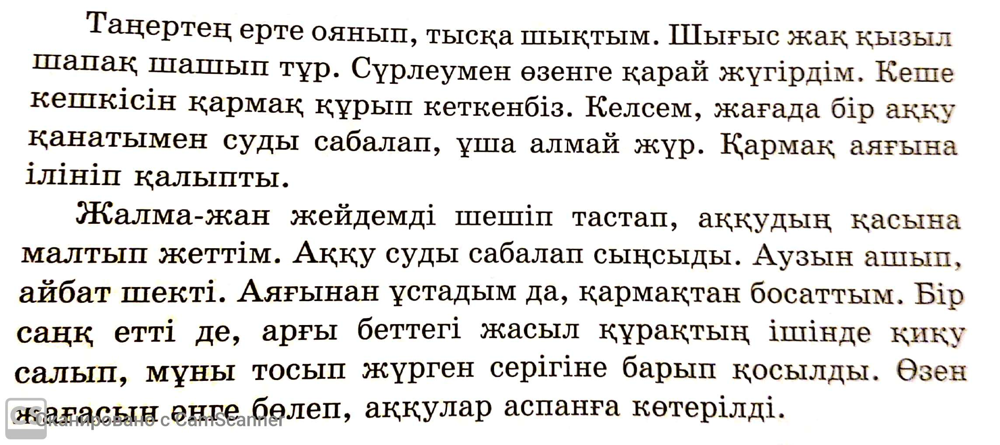 Таңертең ерте оянып, тысқа шықтым. Шығыс жақ қызыл
шапақ шашып тұр. Сүрлеумен өзенге қарай жүгірдім. Кеше
кешкісін қармақ құрып кеткенбіз. Келсем, жағада бір аққу
қанатымен суды сабалап, ұша алмай жүр. Қармақ аяғына
ілініп қалыпты.
Жалма-жан жейдемді шешіп тастап, аққудың қасына
малтып жеттім. Аққу суды сабалап сыңсыды. Аузын ашып,
айбат шекті. Аяғынан ұстадым да, қармақтан босаттым. Бір
саңқ етті де, арғы беттегі жасыл құрақтың ішінде қиқу
салып, мұны тосып жүрген серігіне барып қосылды. Өзен
жағасын әнге бөлеп, аққулар аспанға көтерілді.
CS Сканировано с CamScanner